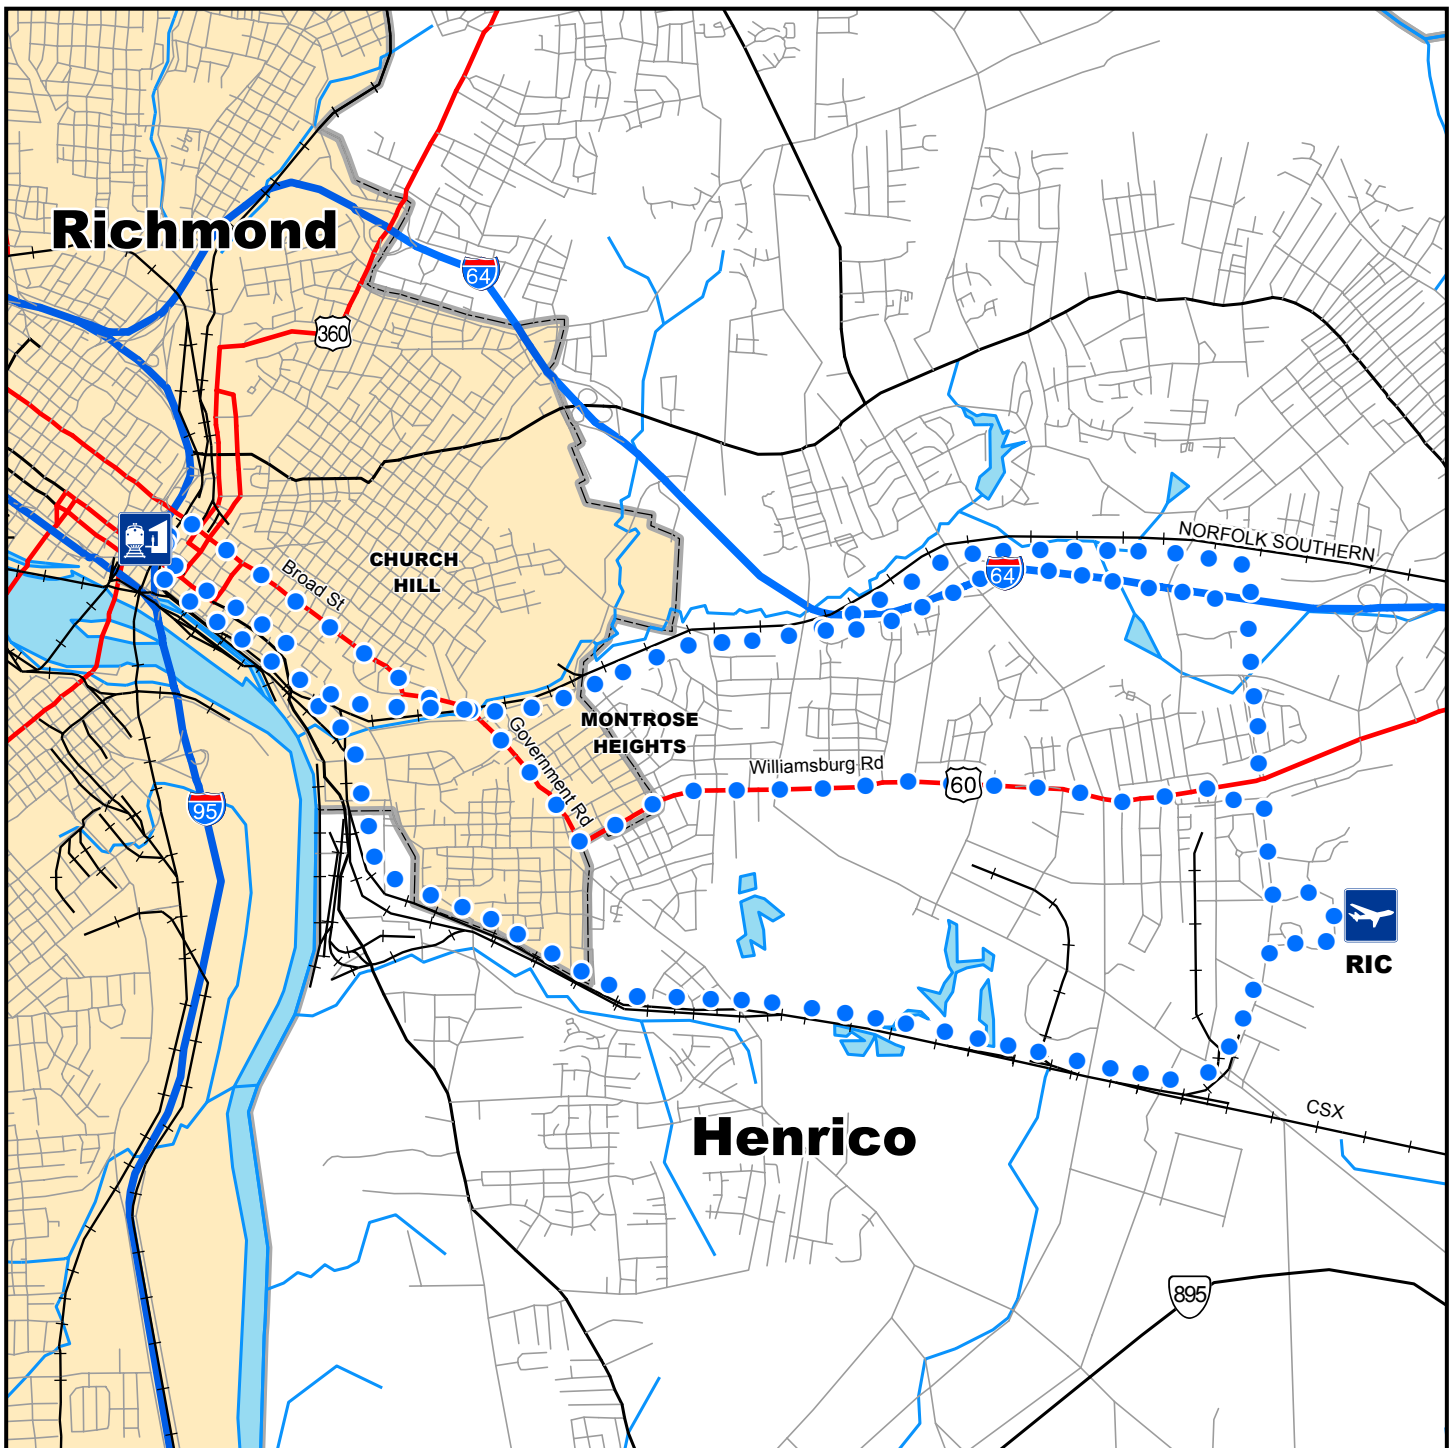 Richmond
64
360
NORFOLK SOUTHERN
CHURCH
HILL
Broad St
64
MONTROSE
HEIGHTS
Government Rd
Williamsburg Rd
60
95
RIC
CSX
Henrico
895